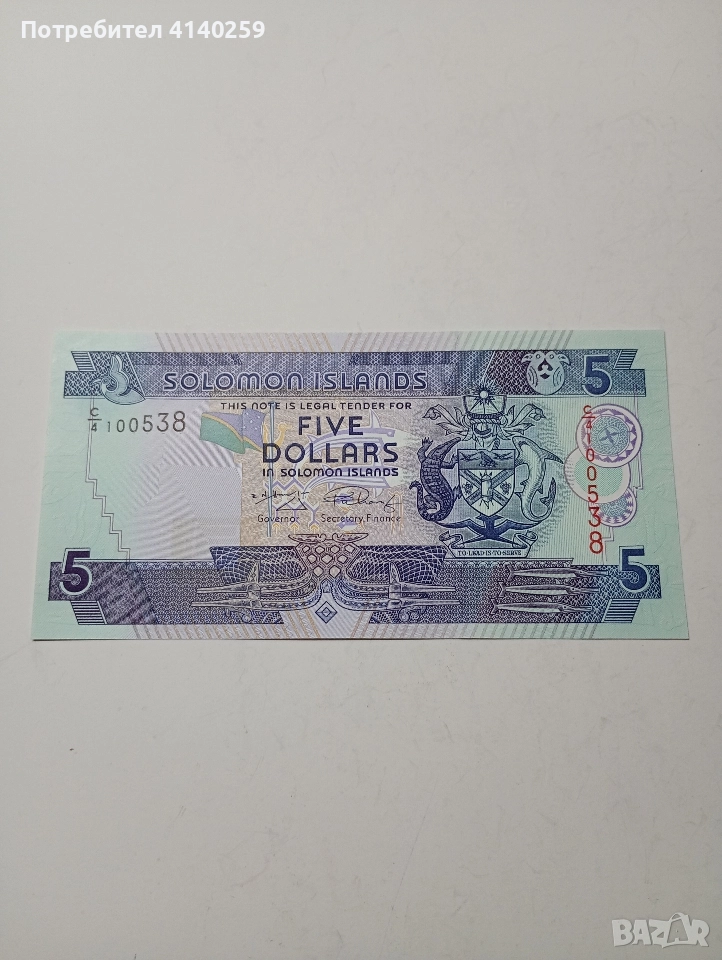 Потребител 4140259
5
SOLOMON ISLANDS
THIS NOTE IS LEGAL TENDER FOR
C/4 100538
FIVE
DOLLARS
IN SOLOMON ISLANDS
C/4 100538
Governor Secretary, Finance
TO LEAD IS TO SERVE
5 5
BAZAR